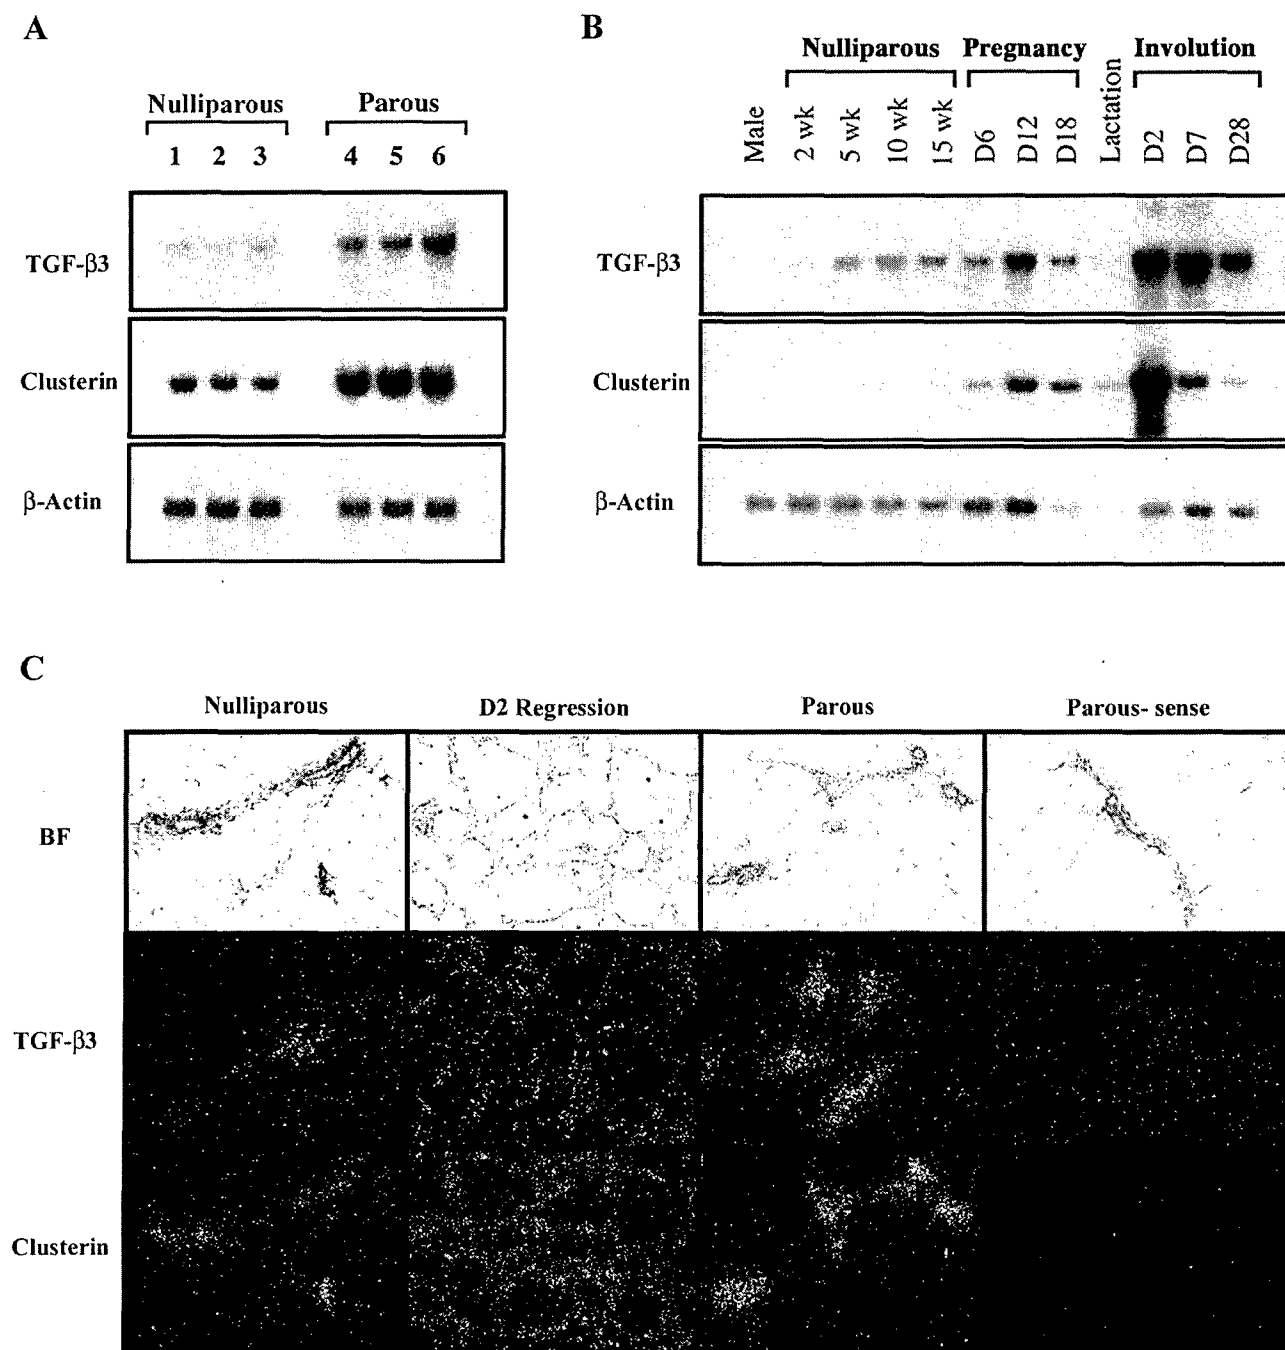 A
Nulliparous Parous
1 2 3 4 5 6
TGF-β3
Clusterin
β-Actin
B
Nulliparous Pregnancy Involution
Male 2 wk 5 wk 10 wk 15 wk D6 D12 D18 Lactation D2 D7 D28
TGF-β3
Clusterin
β-Actin
C
Nulliparous D2 Regression Parous Parous- sense
BF
TGF-β3
Clusterin